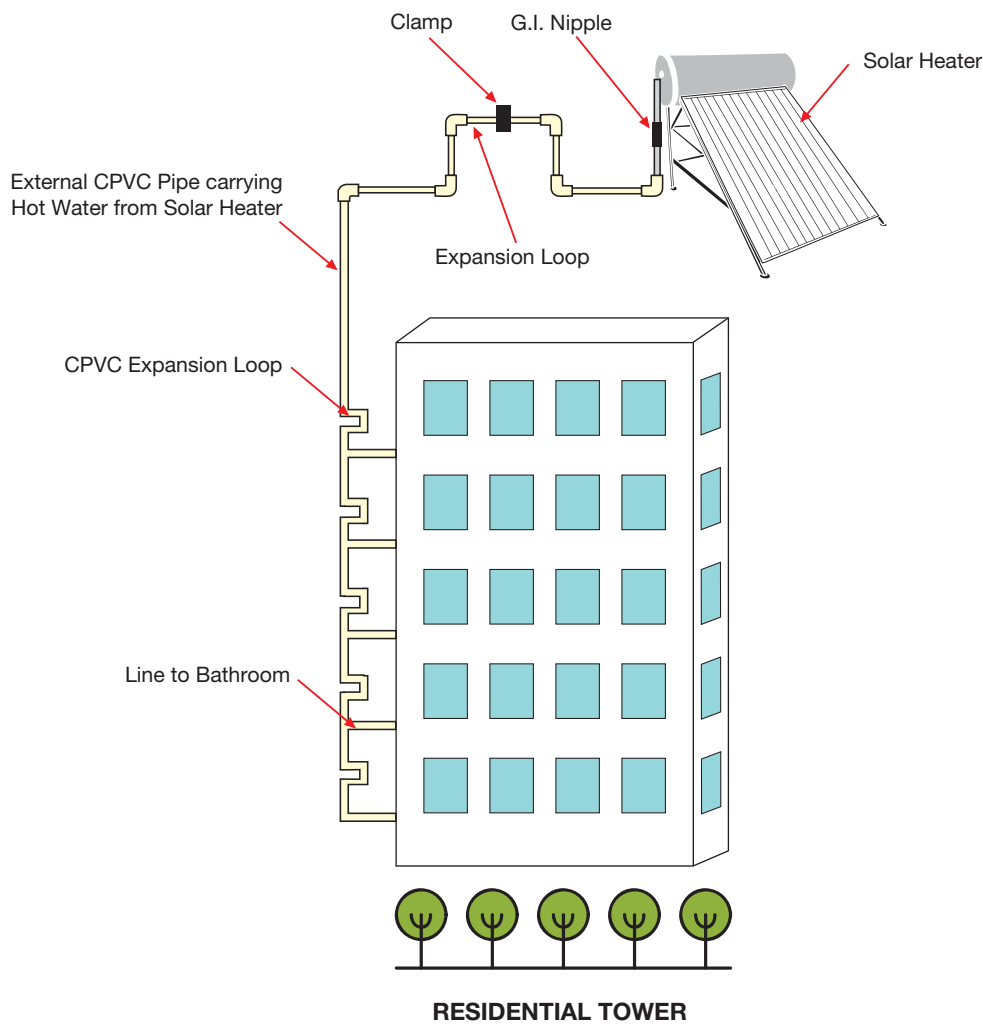 Clamp
G.I. Nipple
Solar Heater
External CPVC Pipe carrying
Hot Water from Solar Heater
Expansion Loop
CPVC Expansion Loop
Line to Bathroom
RESIDENTIAL TOWER